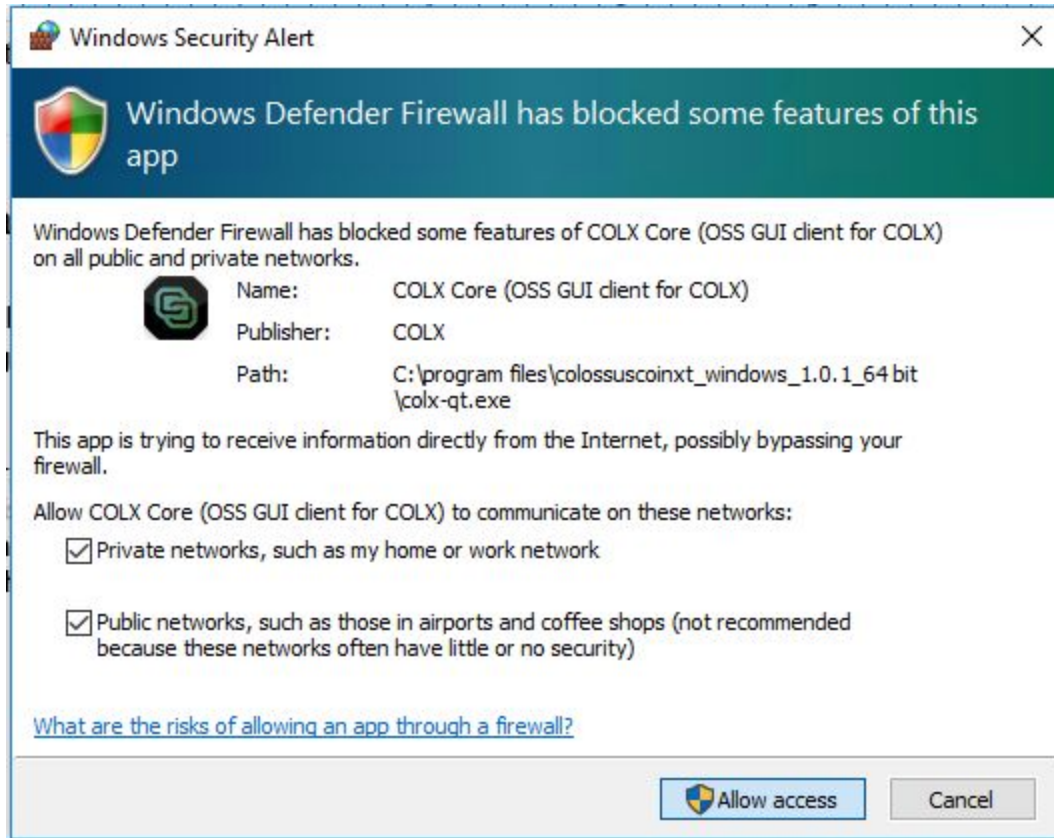 Windows Security Alert
Windows Defender Firewall has blocked some features of this
app
Windows Defender Firewall has blocked some features of COLX Core (OSS GUI client for COLX)
on all public and private networks.
Name: COLX Core (OSS GUI client for COLX)
Publisher: COLX
Path: C:\program files\colossuscoinxt_windows_1.0.1_64 bit
\colx-qt.exe
This app is trying to receive information directly from the Internet, possibly bypassing your
firewall.
Allow COLX Core (OSS GUI client for COLX) to communicate on these networks:
Private networks, such as my home or work network
Public networks, such as those in airports and coffee shops (not recommended
because these networks often have little or no security)
What are the risks of allowing an app through a firewall?
Allow access Cancel